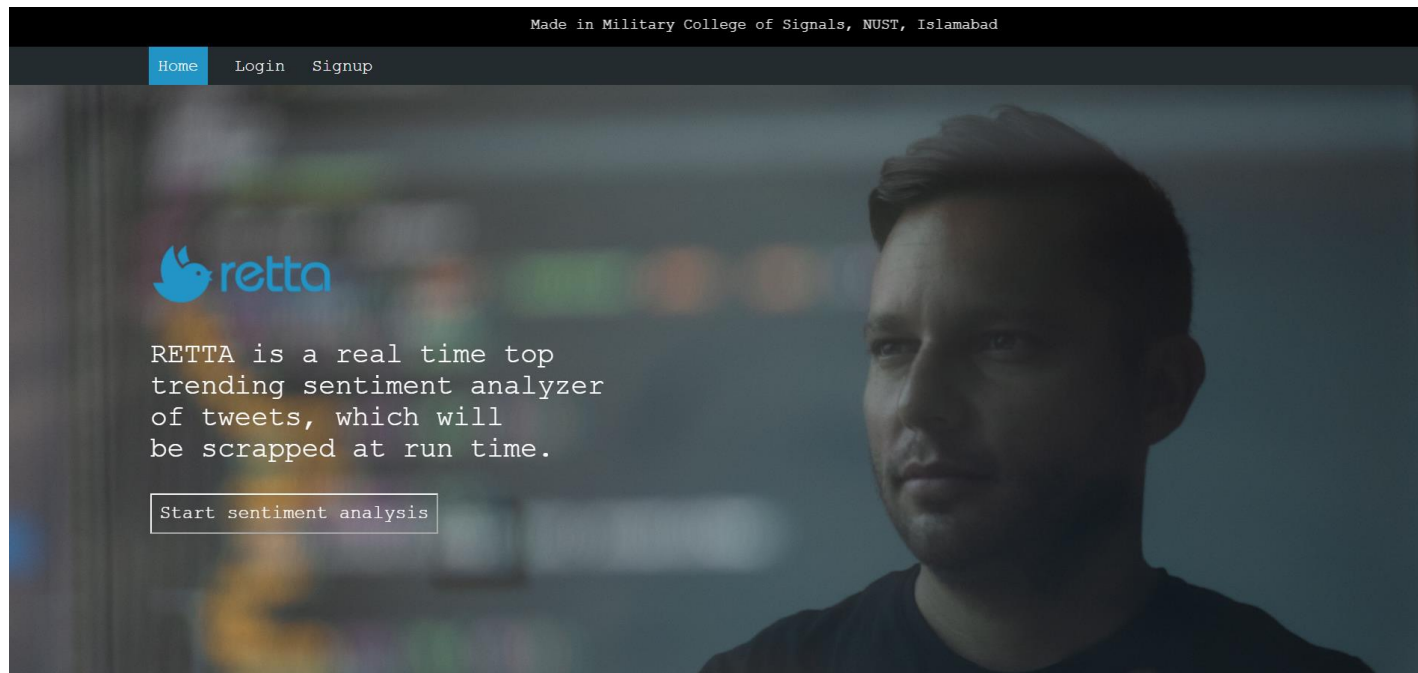 Made in Military College of Signals, NUST, Islamabad
Home Login Signup
retta
RETTA is a real time top
trending sentiment analyzer
of tweets, which will
be scrapped at run time.
Start sentiment analysis